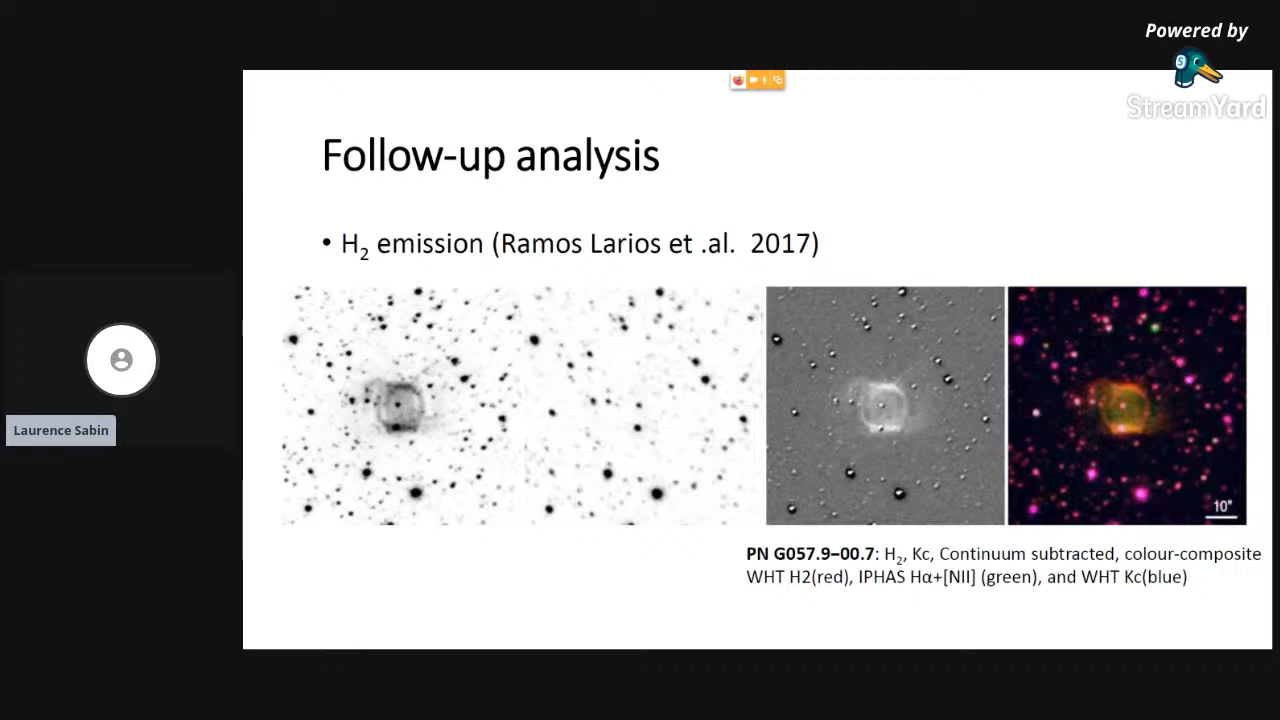 Powered by
StreamYard
Follow-up analysis
• H₂ emission (Ramos Larios et .al. 2017)
Laurence Sabin
10"
PN G057.9–00.7: H₂, Kc, Continuum subtracted, colour-composite
WHT H2(red), IPHAS Hα+[NII] (green), and WHT Kc(blue)